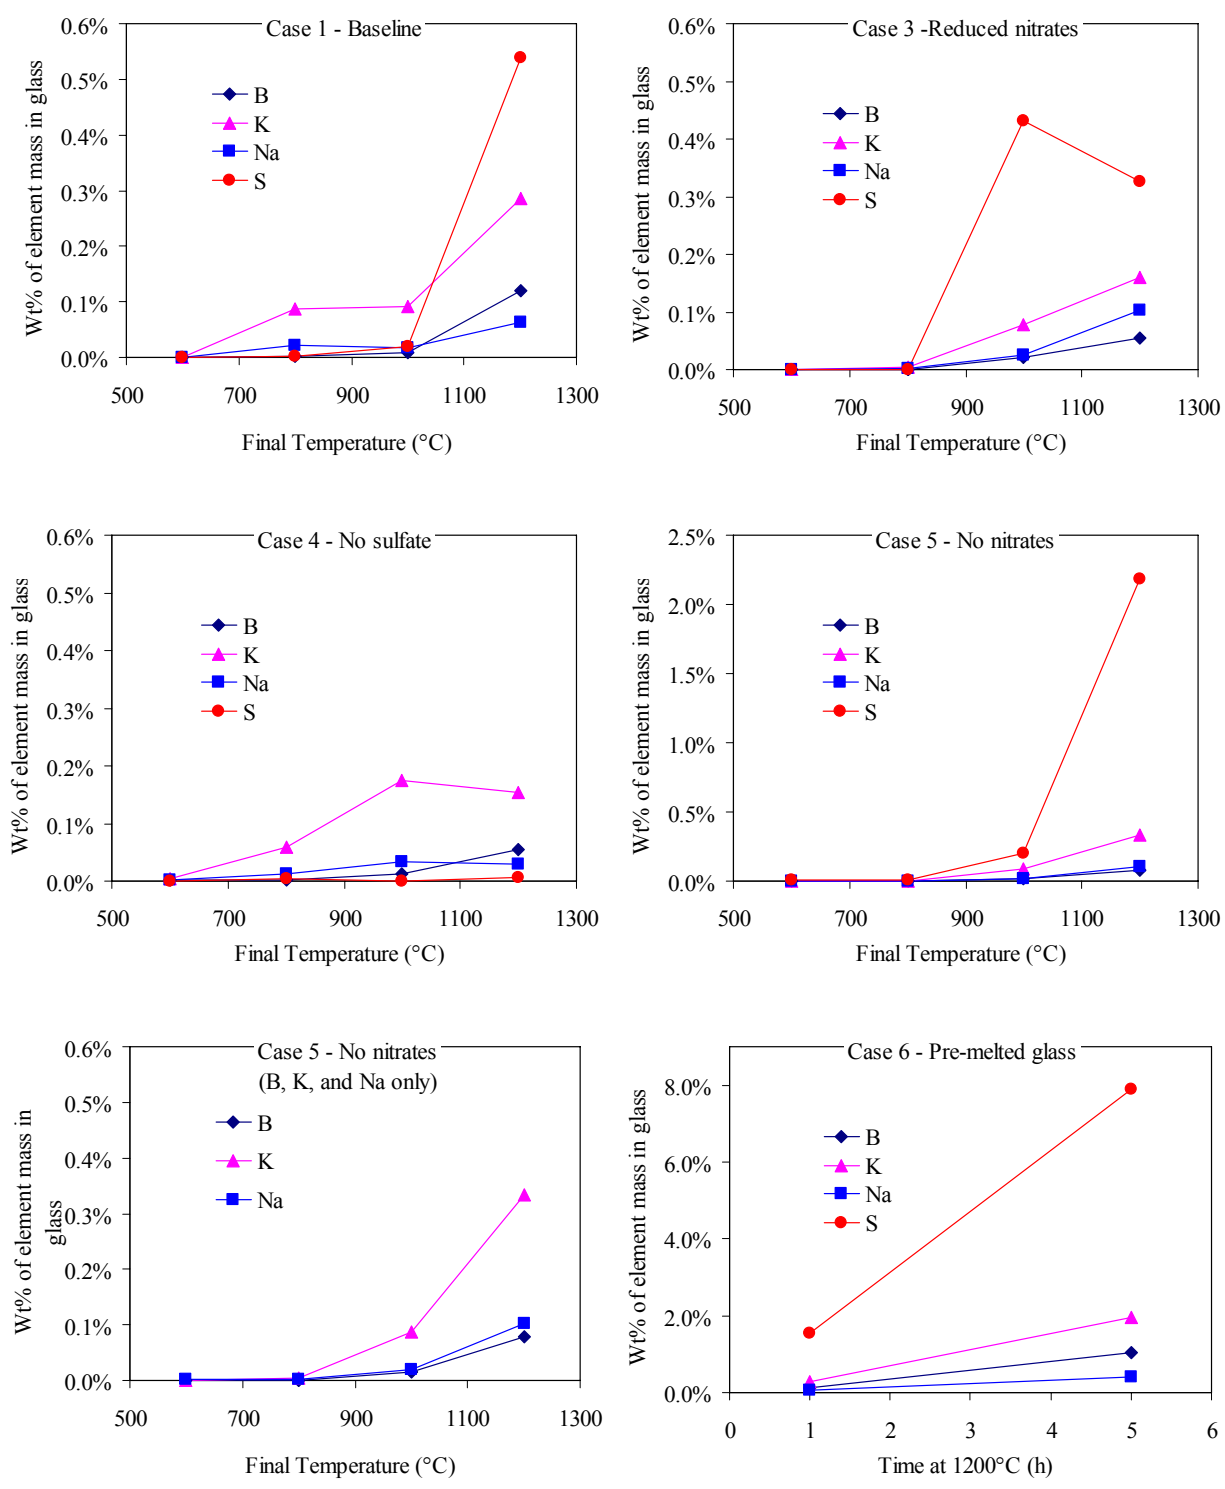 Case 1 - Baseline
Wt% of element mass in glass
0.6%
0.5%
0.4%
0.3%
0.2%
0.1%
0.0%
B
K
Na
S
500 700 900 1100 1300
Final Temperature (°C)
Case 3 -Reduced nitrates
Wt% of element mass in glass
0.6%
0.5%
0.4%
0.3%
0.2%
0.1%
0.0%
B
K
Na
S
500 700 900 1100 1300
Final Temperature (°C)
Case 4 - No sulfate
Wt% of element mass in glass
0.6%
0.5%
0.4%
0.3%
0.2%
0.1%
0.0%
B
K
Na
S
500 700 900 1100 1300
Final Temperature (°C)
Case 5 - No nitrates
Wt% of element mass in glass
2.5%
2.0%
1.5%
1.0%
0.5%
0.0%
B
K
Na
S
500 700 900 1100 1300
Final Temperature (°C)
Case 5 - No nitrates
(B, K, and Na only)
Wt% of element mass in
glass
0.6%
0.5%
0.4%
0.3%
0.2%
0.1%
0.0%
B
K
Na
500 700 900 1100 1300
Final Temperature (°C)
Case 6 - Pre-melted glass
Wt% of element mass in glass
8.0%
6.0%
4.0%
2.0%
0.0%
B
K
Na
S
0 1 2 3 4 5 6
Time at 1200°C (h)